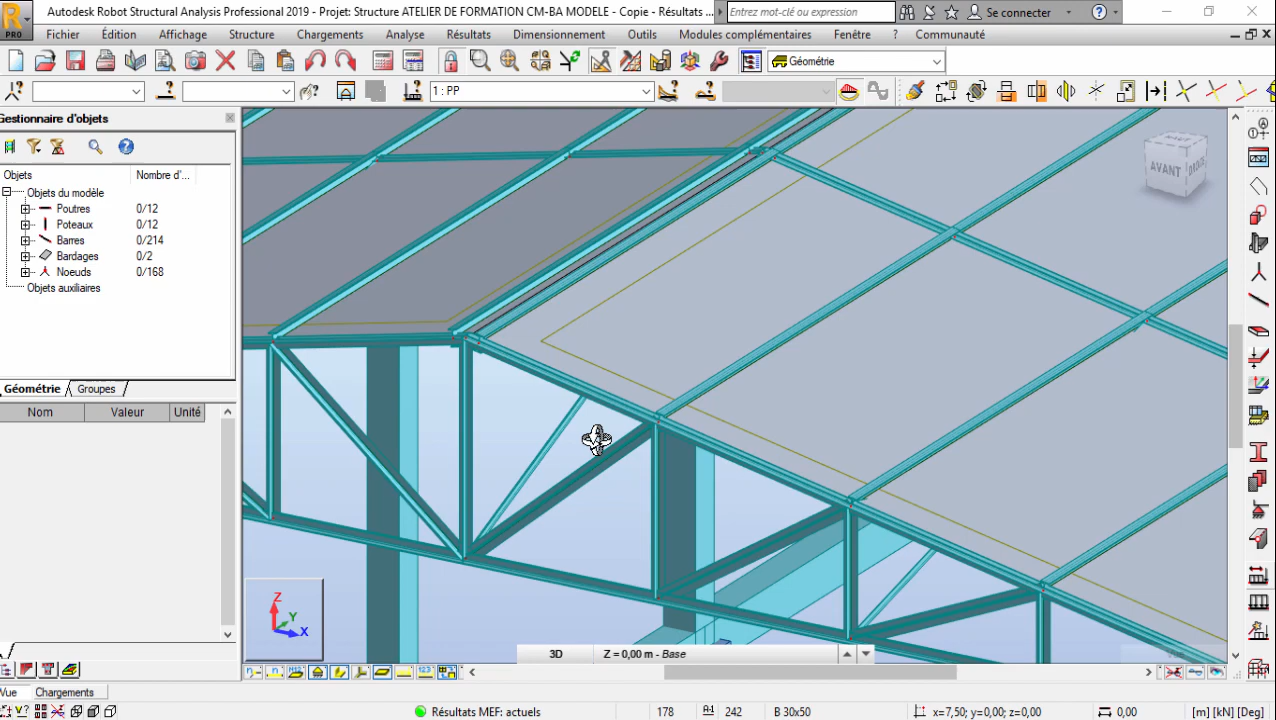 Autodesk Robot Structural Analysis Professional 2019 - Projet: Structure ATELIER DE FORMATION CM-BA MODELE - Copie - Résultats ...
Entrez mot-clé ou expression
Se connecter
PRO
Fichier Édition Affichage Structure Chargements Analyse Résultats Dimensionnement Outils Modules complémentaires Fenêtre Communauté
Géométrie
1 : PP
Gestionnaire d'objets
Objets Nombre d'...
Objets du modèle
Poutres 0/12
Poteaux 0/12
Barres 0/214
Bardages 0/2
Noeuds 0/168
Objets auxiliaires
AVANT
Géométrie Groupes
Nom Valeur Unité
Z
Y
X
3D Z = 0,00 m - Base
Vue Chargements
Résultats MEF: actuels 178 242 B 30x50 x=7,50; y=0,00; z=0,00 0,00 [m] [kN] [Deg]